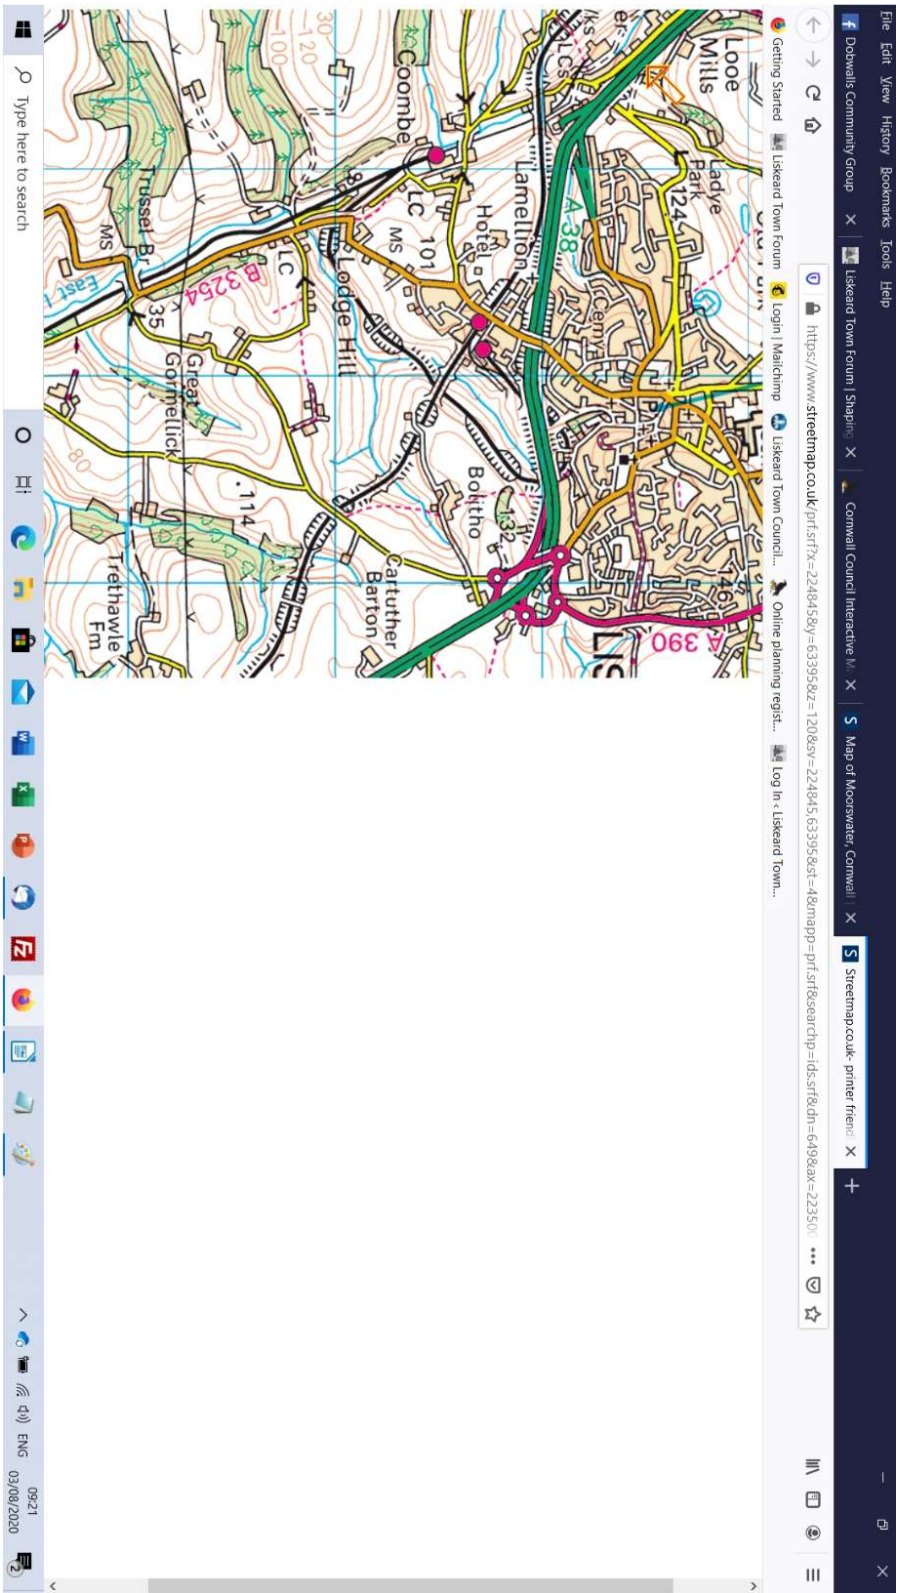 File Edit View History Bookmarks Tools Help
Dobwalls Community Group
Liskeard Town Forum | Shaping
Cornwall Council Interactive M
Map of Moorswater, Cornwall
Streetmap.co.uk- printer friend
https://www.streetmap.co.uk/prf.srf?x=224845&y=63395&z=120&sv=224845,63395&st=4&mapp=prf.srf&searchp=ids.srf&dn=649&ax=223500
Getting Started
Liskeard Town Forum
Login | Mailchimp
Liskeard Town Council...
Online planning regist...
Log In < Liskeard Town...
Looe
Mills
Ladye
Park
124
146
A 390
LIS
Cemy
A 38
LCs
Lamellion
Hotel
132
Bolitho
101
Coombe
LC
MS
Lodge Hill
Cartuther
Barton
30
120
100
LC
B 3254
114
Great
Gormellick
35
Trussel Br
MS
80
Trethawle
Fm
East
Type here to search
ENG
09:21
03/08/2020
2